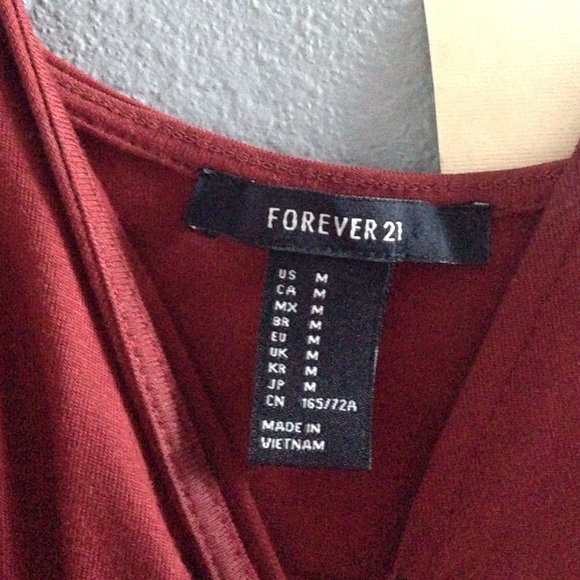 FOREVER 21
US M
CA M
MX M
BR M
EU M
UK M
KR M
JP M
CN 165/72A
MADE IN
VIETNAM